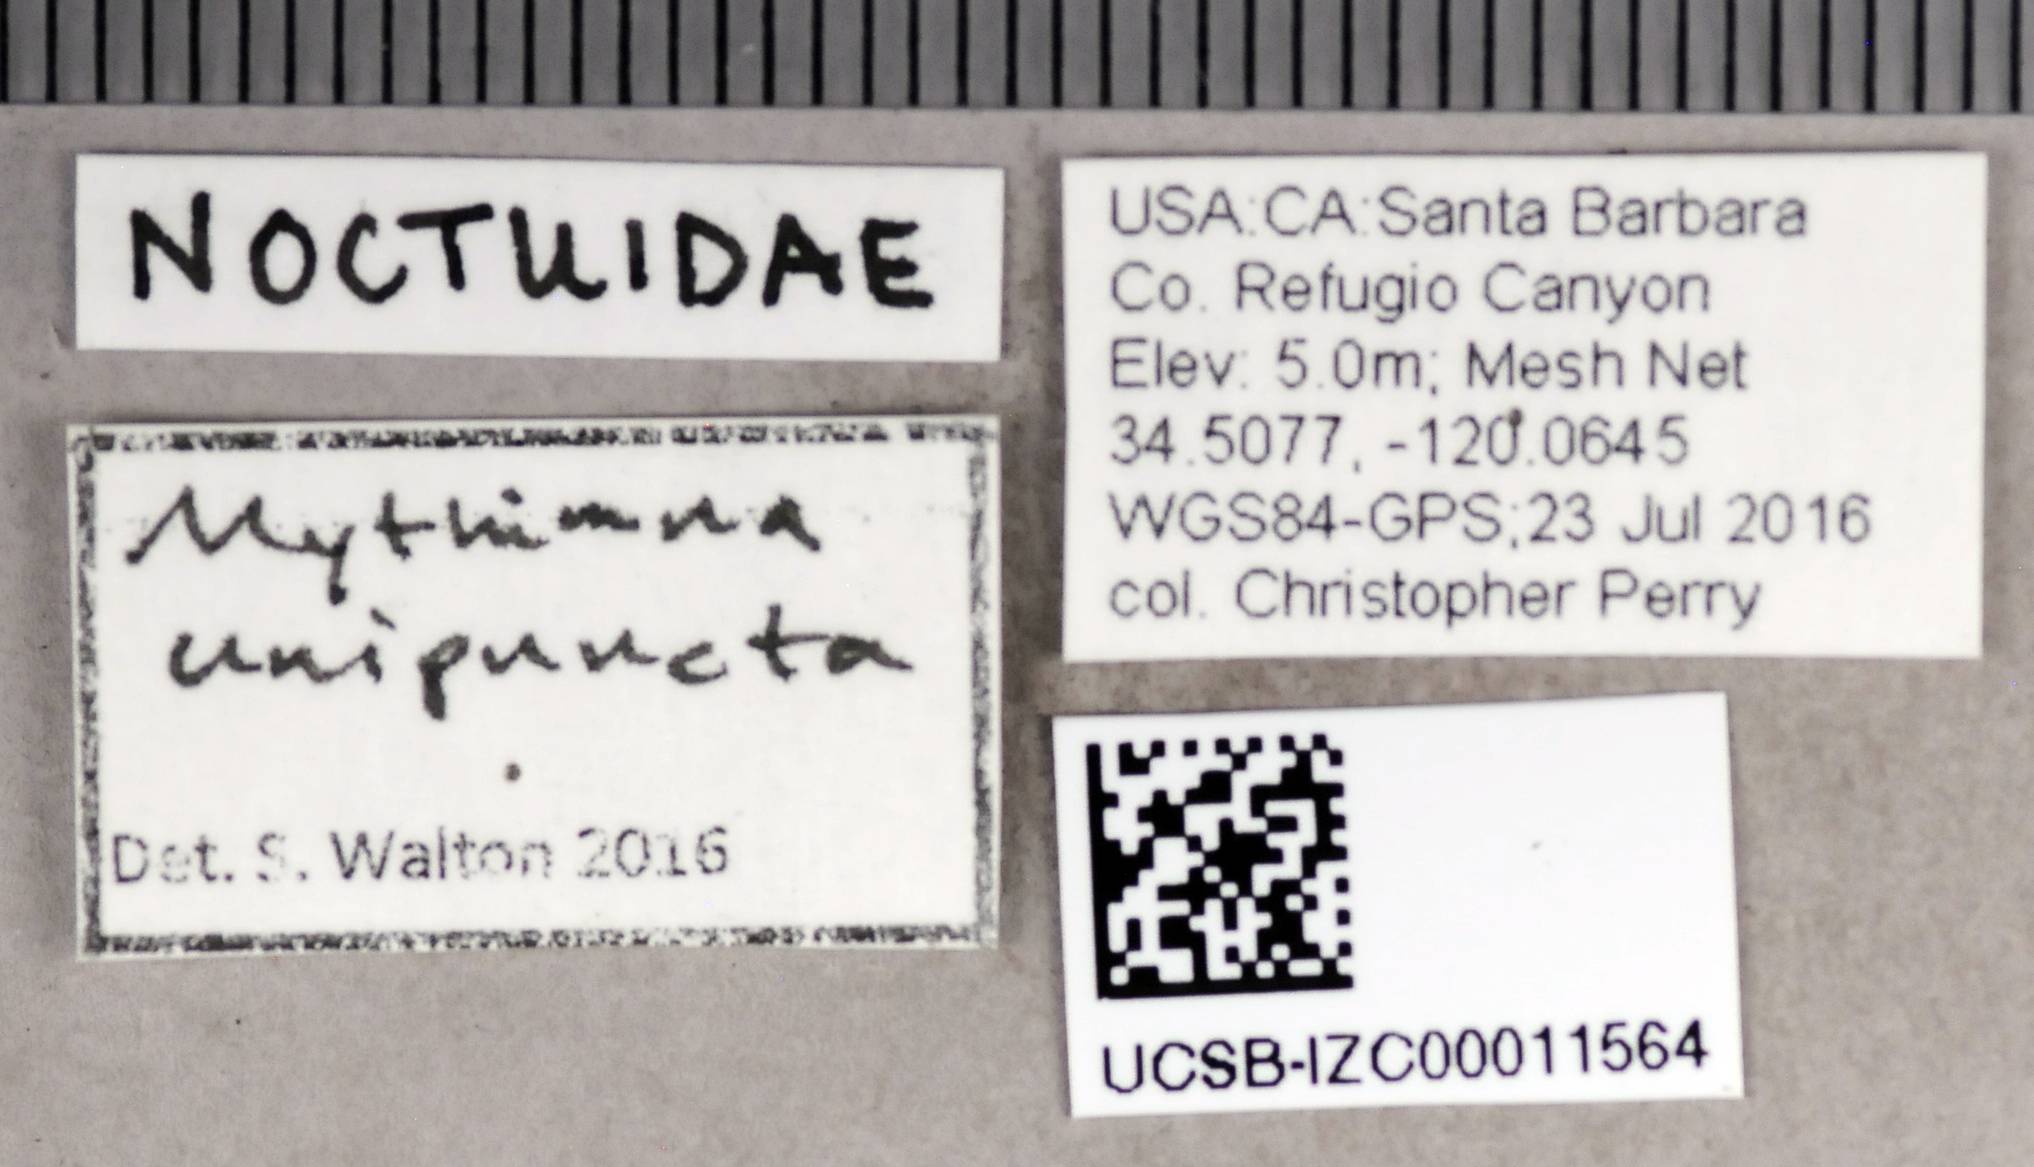 NOCTUIDAE
Mythimna
unipuncta
Det. S. Walton 2016
USA:CA:Santa Barbara
Co. Refugio Canyon
Elev: 5.0m; Mesh Net
34.5077, -120.0645
WGS84-GPS;23 Jul 2016
col. Christopher Perry
UCSB-IZC00011564